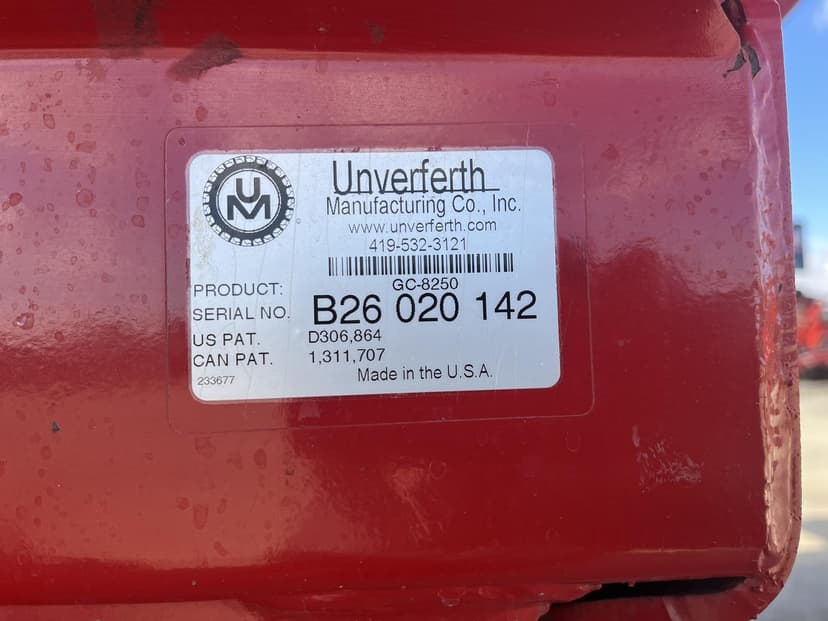 UM
Unverferth
Manufacturing Co., Inc.
www.unverferth.com
419-532-3121
PRODUCT: GC-8250
SERIAL NO. B26 020 142
US PAT. D306,864
CAN PAT. 1,311,707
233677 Made in the U.S.A.